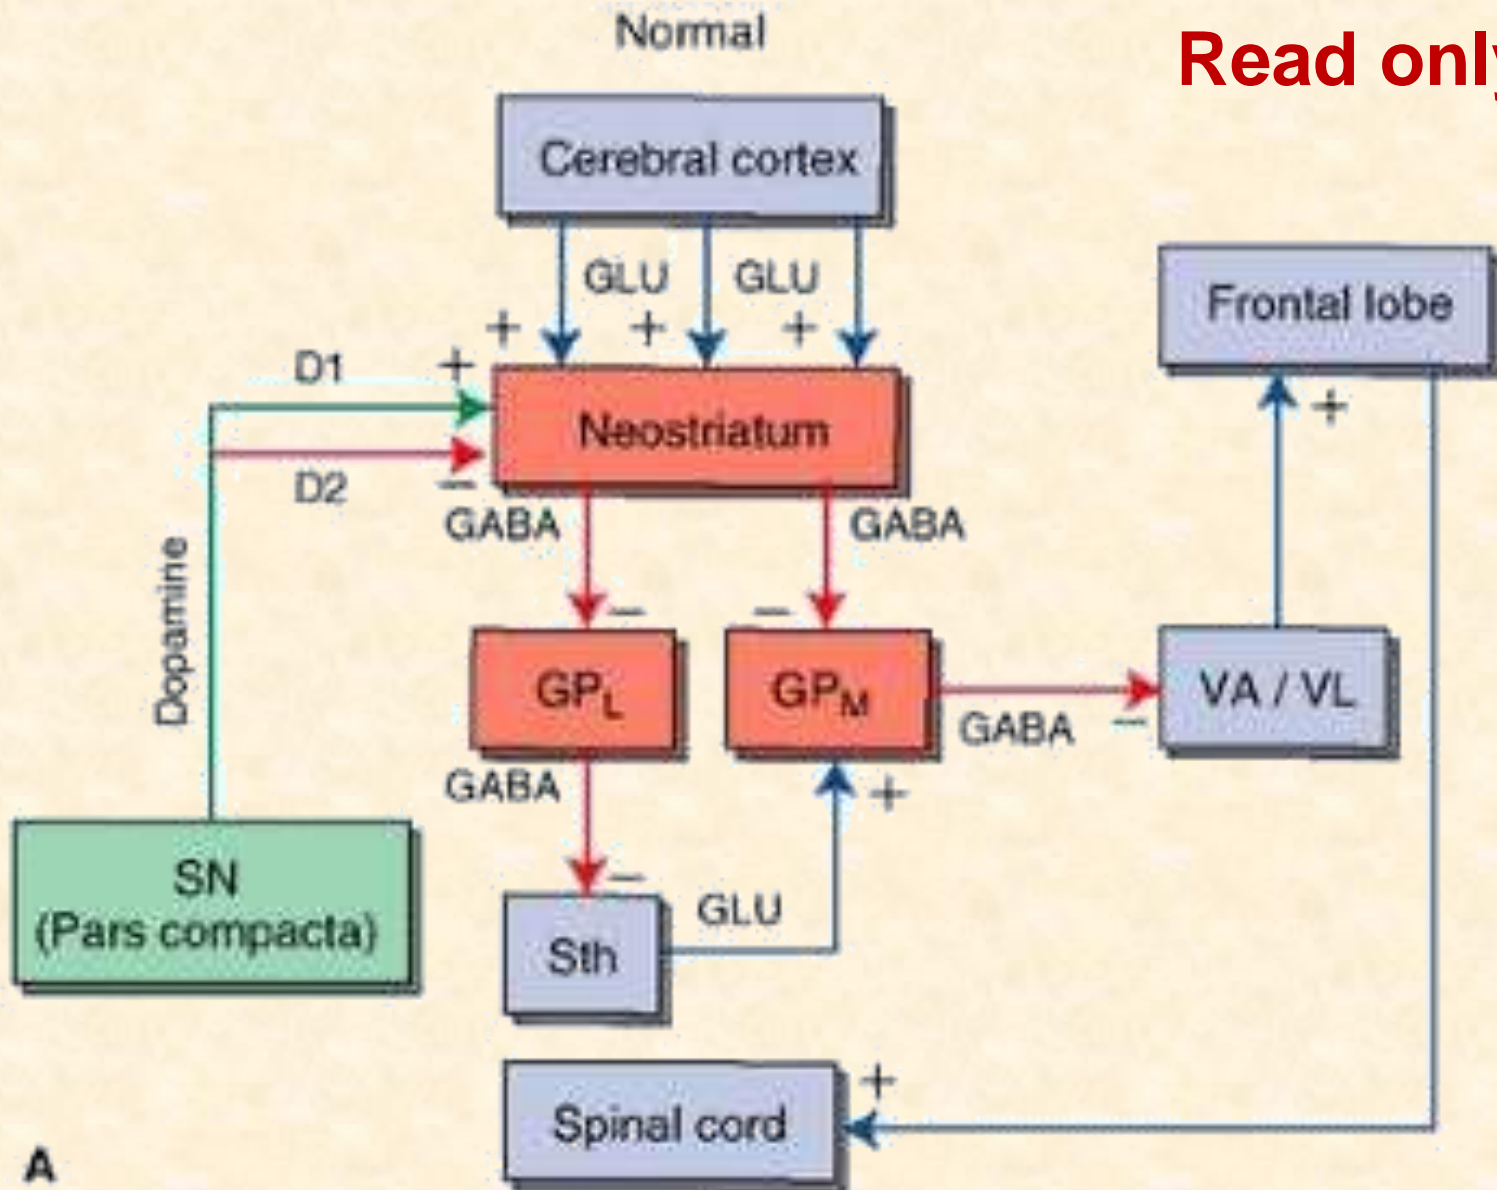 Normal
Read only
Cerebral cortex
GLU GLU
+ + +
Frontal lobe
D1 +
+
Neostriatum
D2 –
GABA GABA
Dopamine
– –
GPL GPM VA / VL
GABA –
GABA +
SN
(Pars compacta)
–
GLU
Sth
+
Spinal cord
A